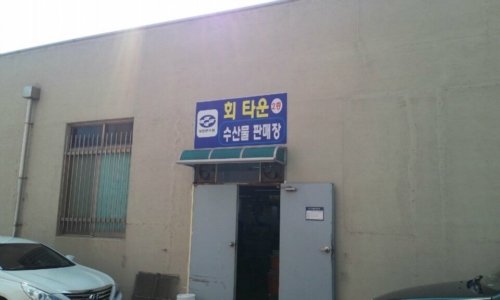 회 타운
수산물 판매장